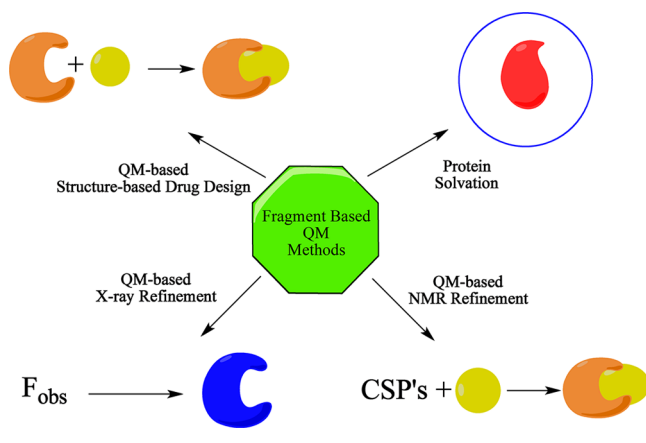 +
QM-based
Structure-based Drug Design
Protein
Solvation
Fragment Based
QM
Methods
QM-based
X-ray Refinement
QM-based
NMR Refinement
F_obs
CSP's +